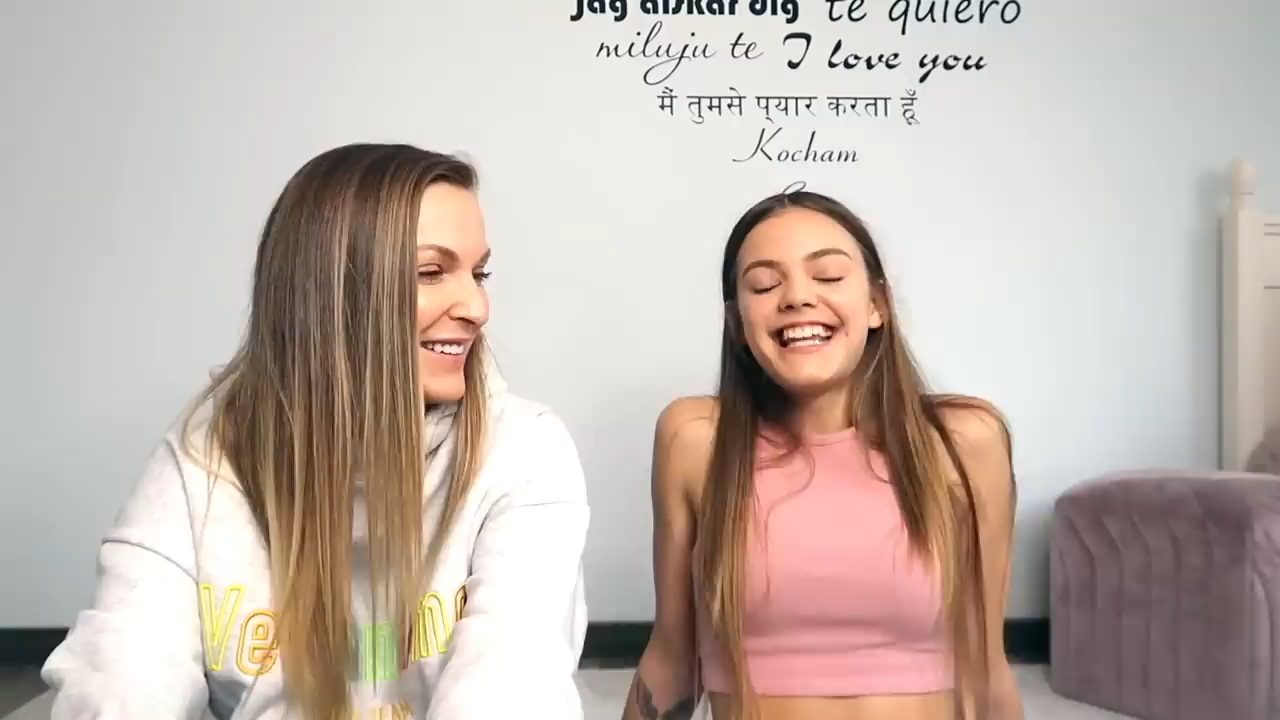 Jag älskar dig te quiero
miluju te I love you
मैं तुमसे प्यार करता हूँ
Kocham